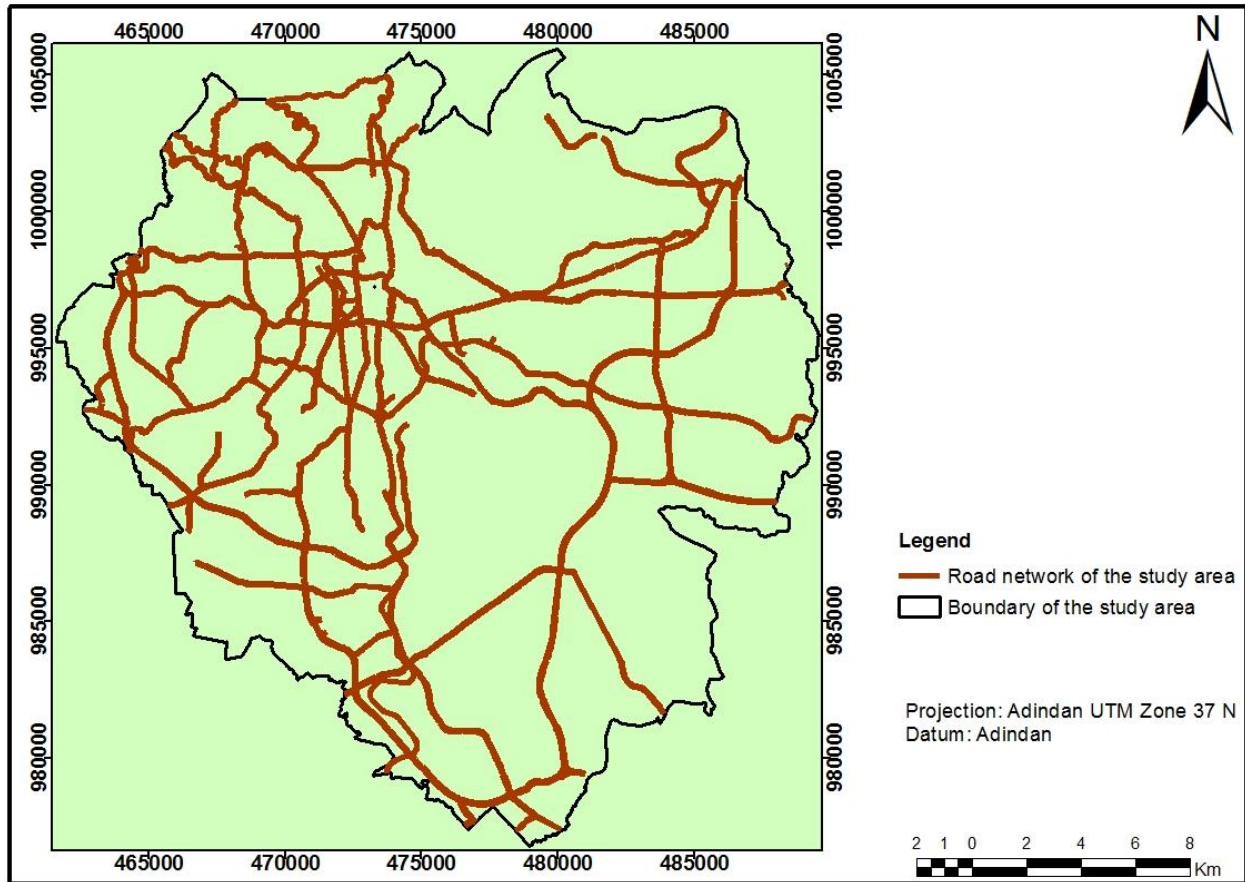 465000 470000 475000 480000 485000
N
1005000 1005000
1000000 1000000
995000 995000
990000 990000
985000 985000
980000 980000
Legend
Road network of the study area
Boundary of the study area
Projection: Adindan UTM Zone 37 N
Datum: Adindan
465000 470000 475000 480000 485000
2 1 0 2 4 6 8
Km